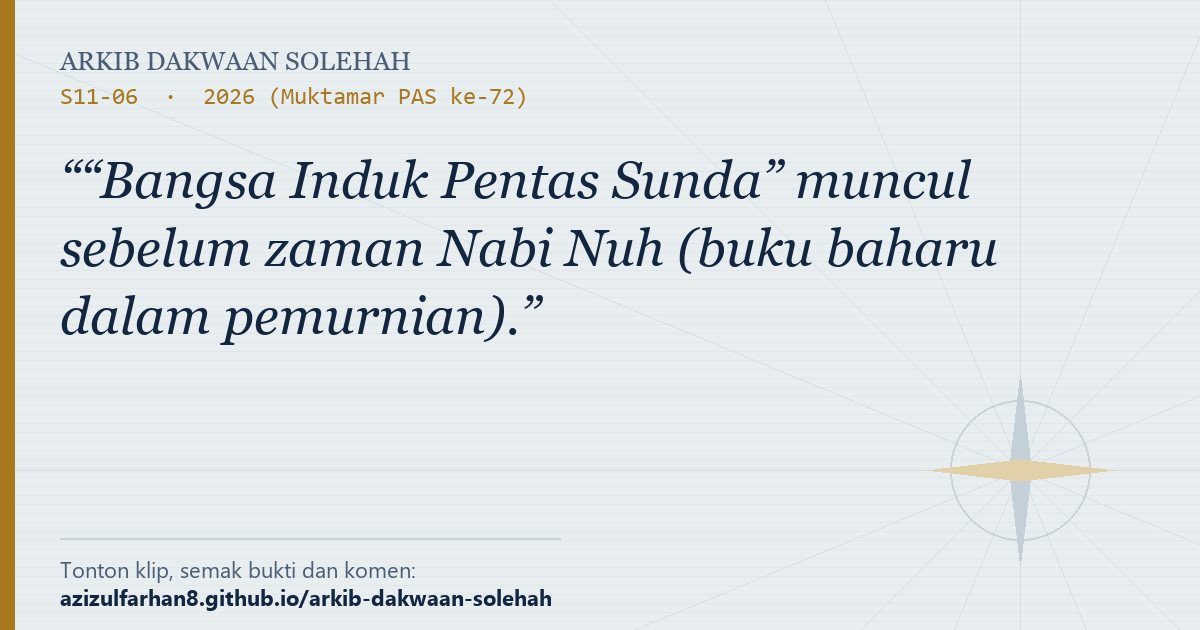 ARKIB DAKWAAN SOLEHAH
S11-06 · 2026 (Muktamar PAS ke-72)
““Bangsa Induk Pentas Sunda” muncul
sebelum zaman Nabi Nuh (buku baharu
dalam pemurnian).”
Tonton klip, semak bukti dan komen:
azizulfarhan8.github.io/arkib-dakwaan-solehah